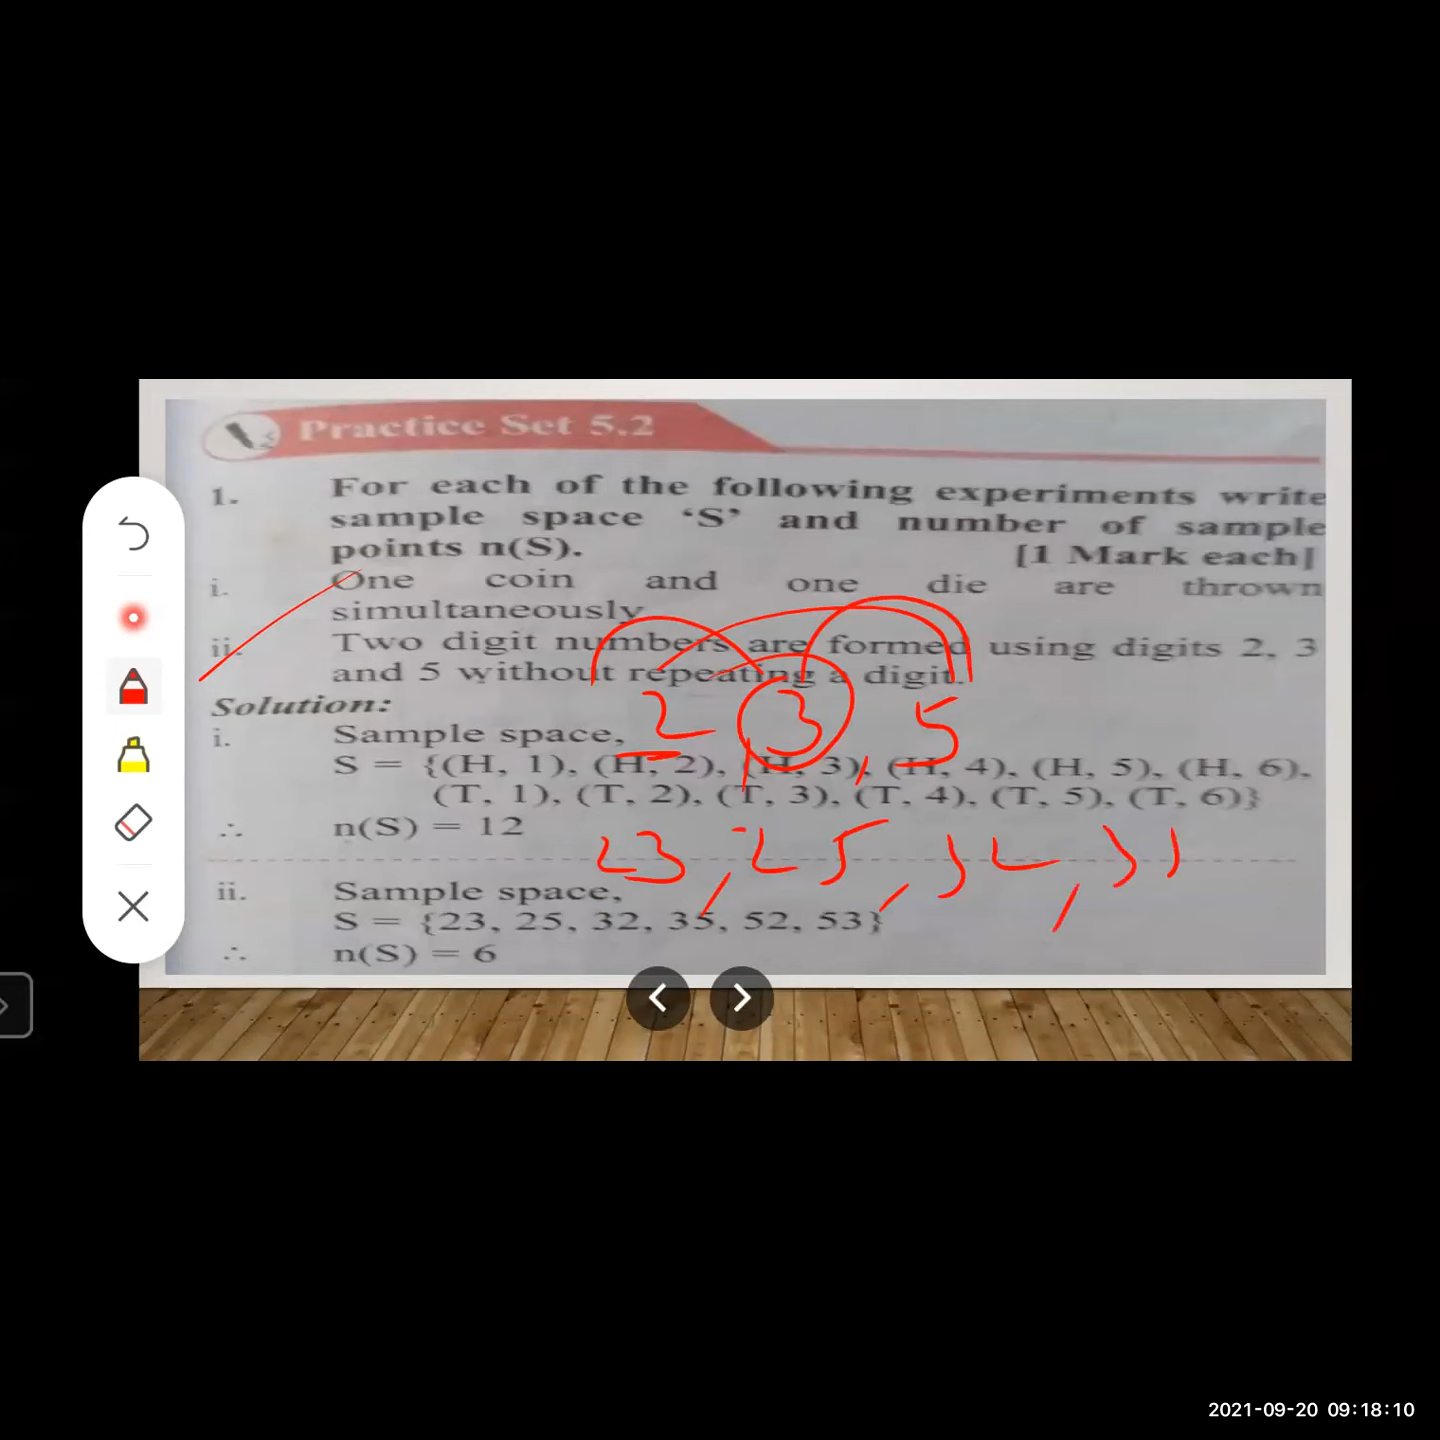 Practice Set 5.2
1. For each of the following experiments write
sample space ‘S’ and number of sample
points n(S). [1 Mark each]
i. One coin and one die are thrown
simultaneously
ii. Two digit numbers are formed using digits 2, 3
and 5 without repeating a digit.
2 3, 5
Solution:
i. Sample space,
S = {(H, 1), (H, 2), (H, 3), (H, 4), (H, 5), (H, 6),
(T, 1), (T, 2), (T, 3), (T, 4), (T, 5), (T, 6)}
∴ n(S) = 12
23, 25, 32,
ii. Sample space,
S = {23, 25, 32, 35, 52, 53}
∴ n(S) = 6
2021-09-20 09:18:10